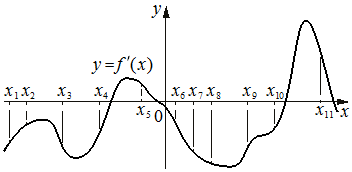 y
y = f′(x)
x₁ x₂ x₃ x₄ x₅ 0 x₆ x₇ x₈ x₉ x₁₀ x₁₁ x